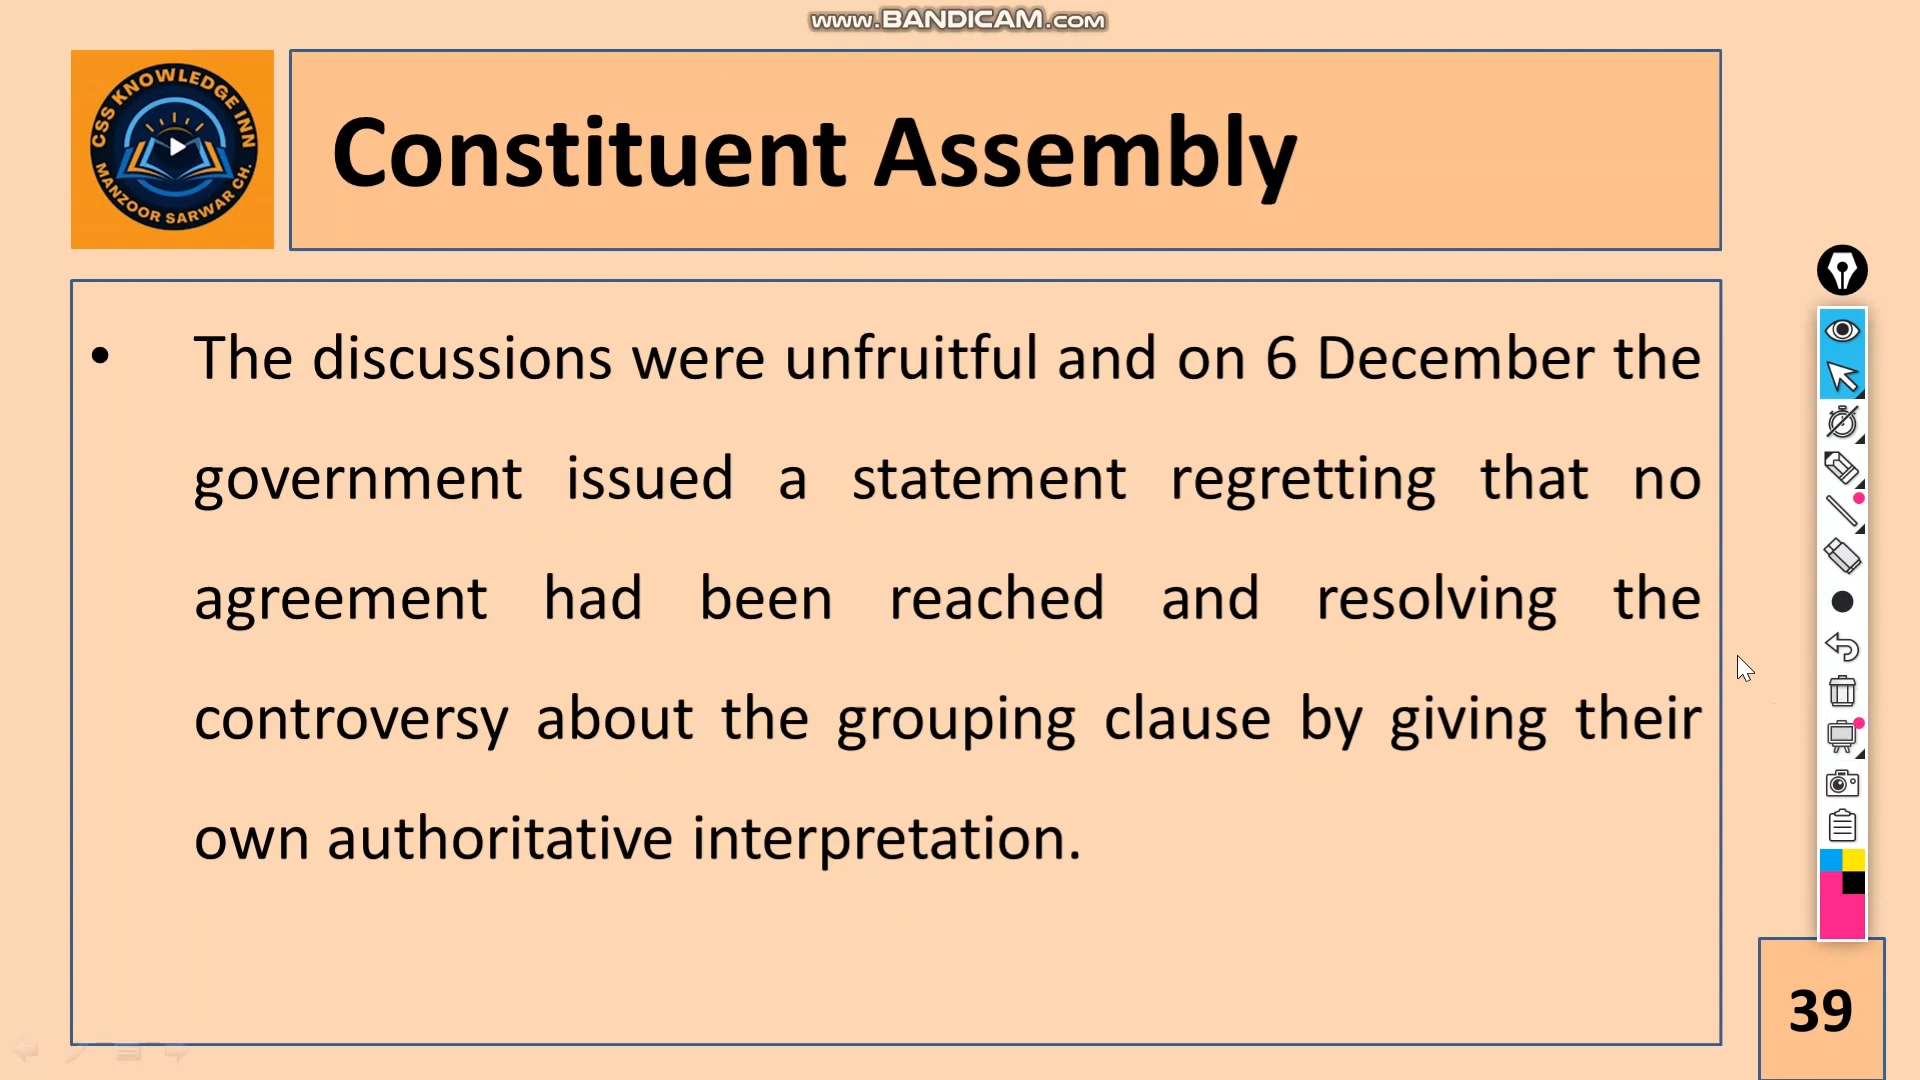 www.BANDICAM.com
CSS KNOWLEDGE INN
MANZOOR SARWAR CH.
Constituent Assembly
• The discussions were unfruitful and on 6 December the
government issued a statement regretting that no
agreement had been reached and resolving the
controversy about the grouping clause by giving their
own authoritative interpretation.
39